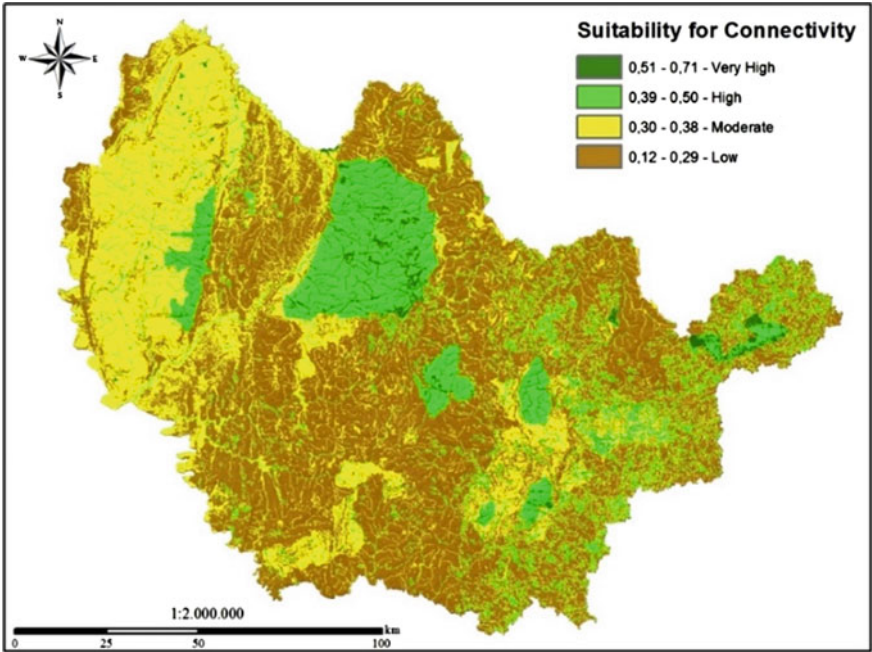 N
W E
S
Suitability for Connectivity
0,51 - 0,71 - Very High
0,39 - 0,50 - High
0,30 - 0,38 - Moderate
0,12 - 0,29 - Low
1:2.000.000
km
0 25 50 100